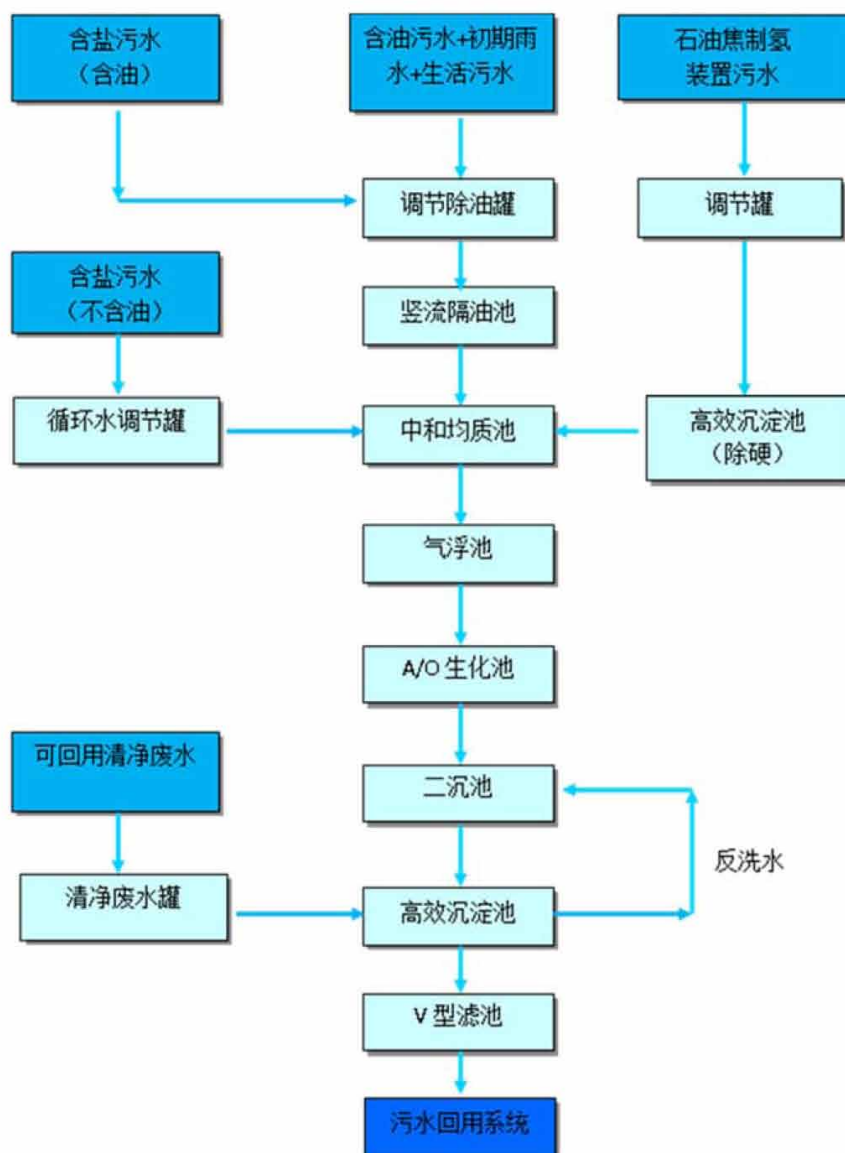 含盐污水
（含油）
含油污水+初期雨
水+生活污水
石油焦制氢
装置污水
调节除油罐
调节罐
含盐污水
（不含油）
竖流隔油池
循环水调节罐
中和均质池
高效沉淀池
（除硬）
气浮池
A/O 生化池
可回用清净废水
二沉池
反洗水
清净废水罐
高效沉淀池
V 型滤池
污水回用系统